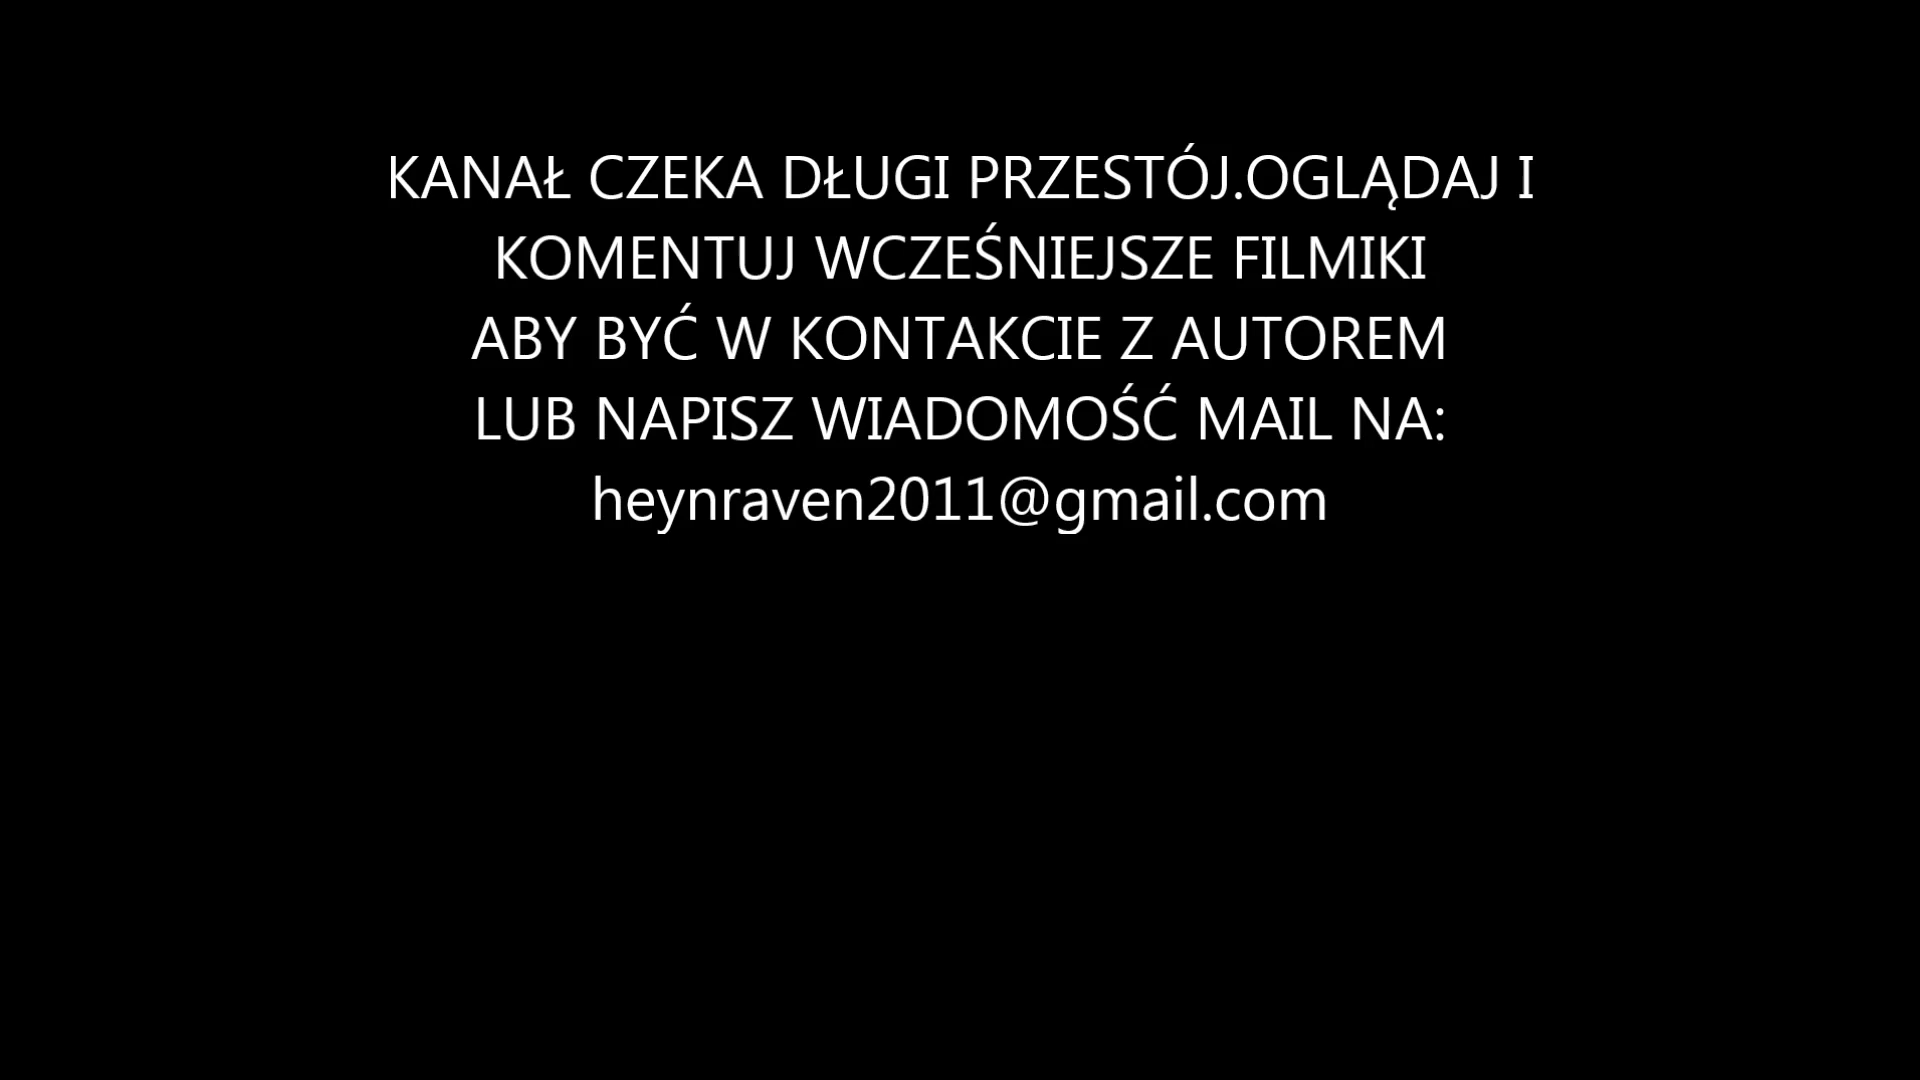 KANAŁ CZEKA DŁUGI PRZESTÓJ.OGLĄDAJ I
KOMENTUJ WCZEŚNIEJSZE FILMIKI
ABY BYĆ W KONTAKCIE Z AUTOREM
LUB NAPISZ WIADOMOŚĆ MAIL NA:
heynraven2011@gmail.com